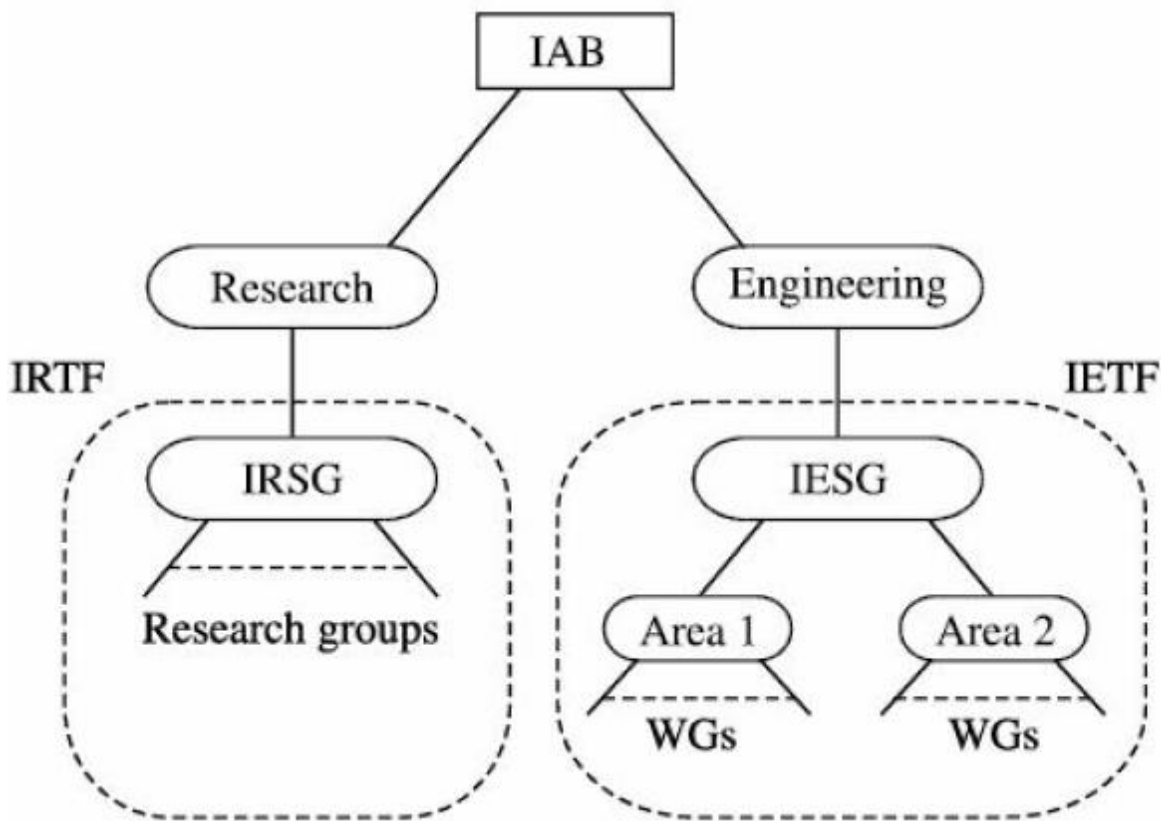 IAB
Research
Engineering
IRTF
IETF
IRSG
IESG
Research groups
Area 1
Area 2
WGs
WGs